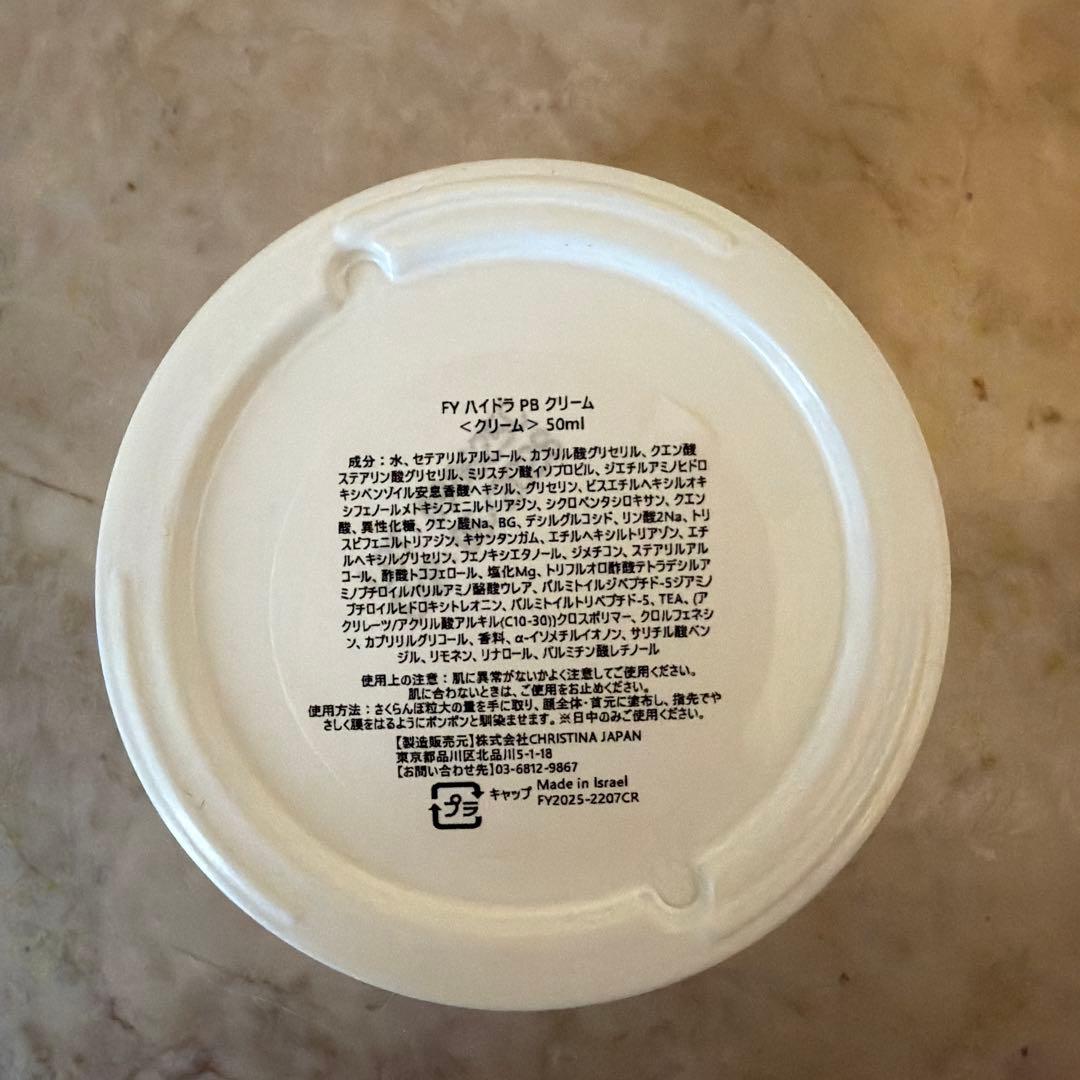 FY ハイドラ PB クリーム
＜クリーム＞ 50ml
成分：水、セテアリルアルコール、カプリル酸グリセリル、クエン酸
ステアリン酸グリセリル、ミリスチン酸イソプロピル、ジエチルアミノヒドロ
キシベンゾイル安息香酸ヘキシル、グリセリン、ビスエチルヘキシルオキ
シフェノールメトキシフェニルトリアジン、シクロペンタシロキサン、クエン
酸、異性化糖、クエン酸Na、BG、デシルグルコシド、リン酸2Na、トリ
スビフェニルトリアジン、キサンタンガム、エチルヘキシルトリアゾン、エチ
ルヘキシルグリセリン、フェノキシエタノール、ジメチコン、ステアリルアル
コール、酢酸トコフェロール、塩化Mg、トリフルオロ酢酸テトラデシルア
ミノブチロイルバリルアミノ酪酸ウレア、パルミトイルジペプチド-5ジアミノ
ブチロイルヒドロキシトレオニン、パルミトイルトリペプチド-5、TEA、(ア
クリレーツ/アクリル酸アルキル(C10-30))クロスポリマー、クロルフェネシ
ン、カプリリルグリコール、香料、α-イソメチルイオノン、サリチル酸ベン
ジル、リモネン、リナロール、パルミチン酸レチノール
使用上の注意：肌に異常がないかよく注意してご使用ください。
肌に合わないときは、ご使用をお止めください。
使用方法：さくらんぼ粒大の量を手に取り、顔全体・首元に塗布し、指先でや
さしく膜をはるようにポンポンと馴染ませます。※日中のみご使用ください。
【製造販売元】株式会社CHRISTINA JAPAN
東京都品川区北品川5-1-18
【お問い合わせ先】03-6812-9867
プラ キャップ Made in Israel
FY2025-2207CR